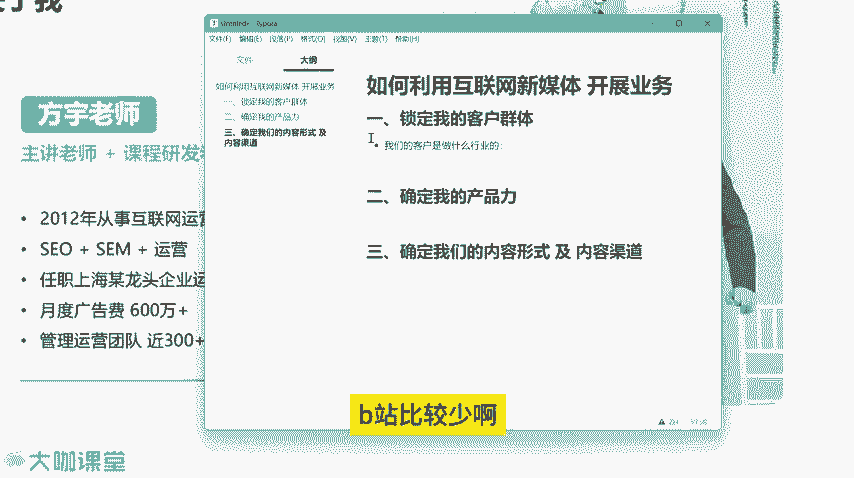 关于我
方宇老师
主讲老师 + 课程研发
• 2012年从事互联网运营
• SEO + SEM + 运营
• 任职上海某龙头企业运
• 月度广告费 600万+
• 管理运营团队 近300+
大咖课堂
Typora
文件(F) 编辑(E) 段落(P) 格式(O) 视图(V) 主题(T) 帮助(H)
文件 大纲
如何利用互联网新媒体 开展业务
一、锁定我的客户群体
二、确定我的产品力
三、确定我们的内容形式 及
内容渠道
如何利用互联网新媒体 开展业务
一、锁定我的客户群体
• 我们的客户是做什么行业的:
二、确定我的产品力
三、确定我们的内容形式 及 内容渠道
b站比较少啊